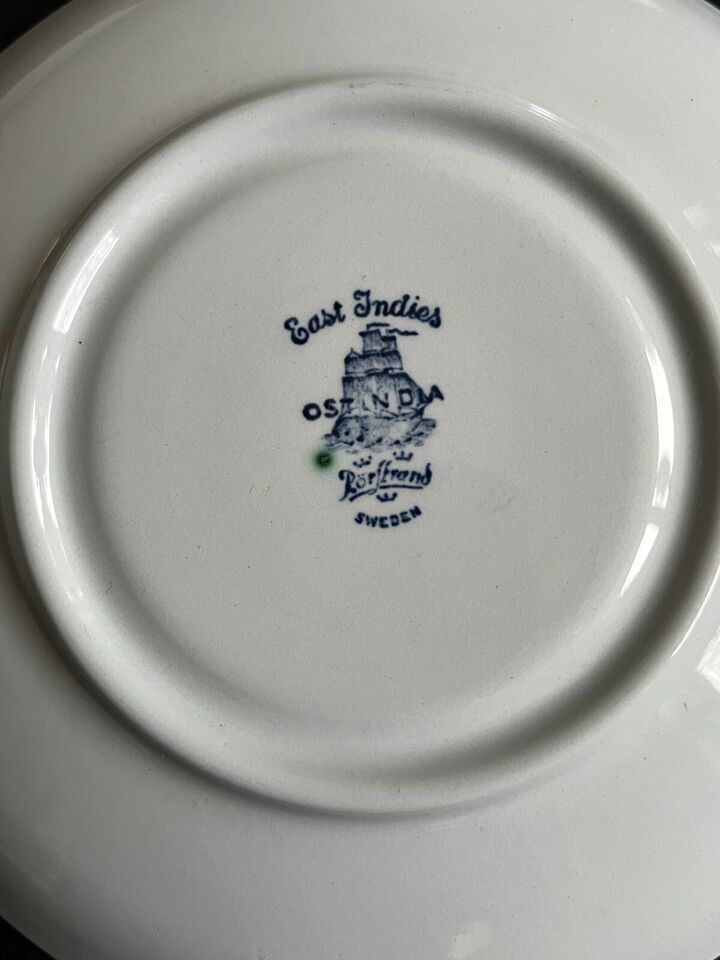 East Indies
OSTINDIA
Rörstrand
SWEDEN